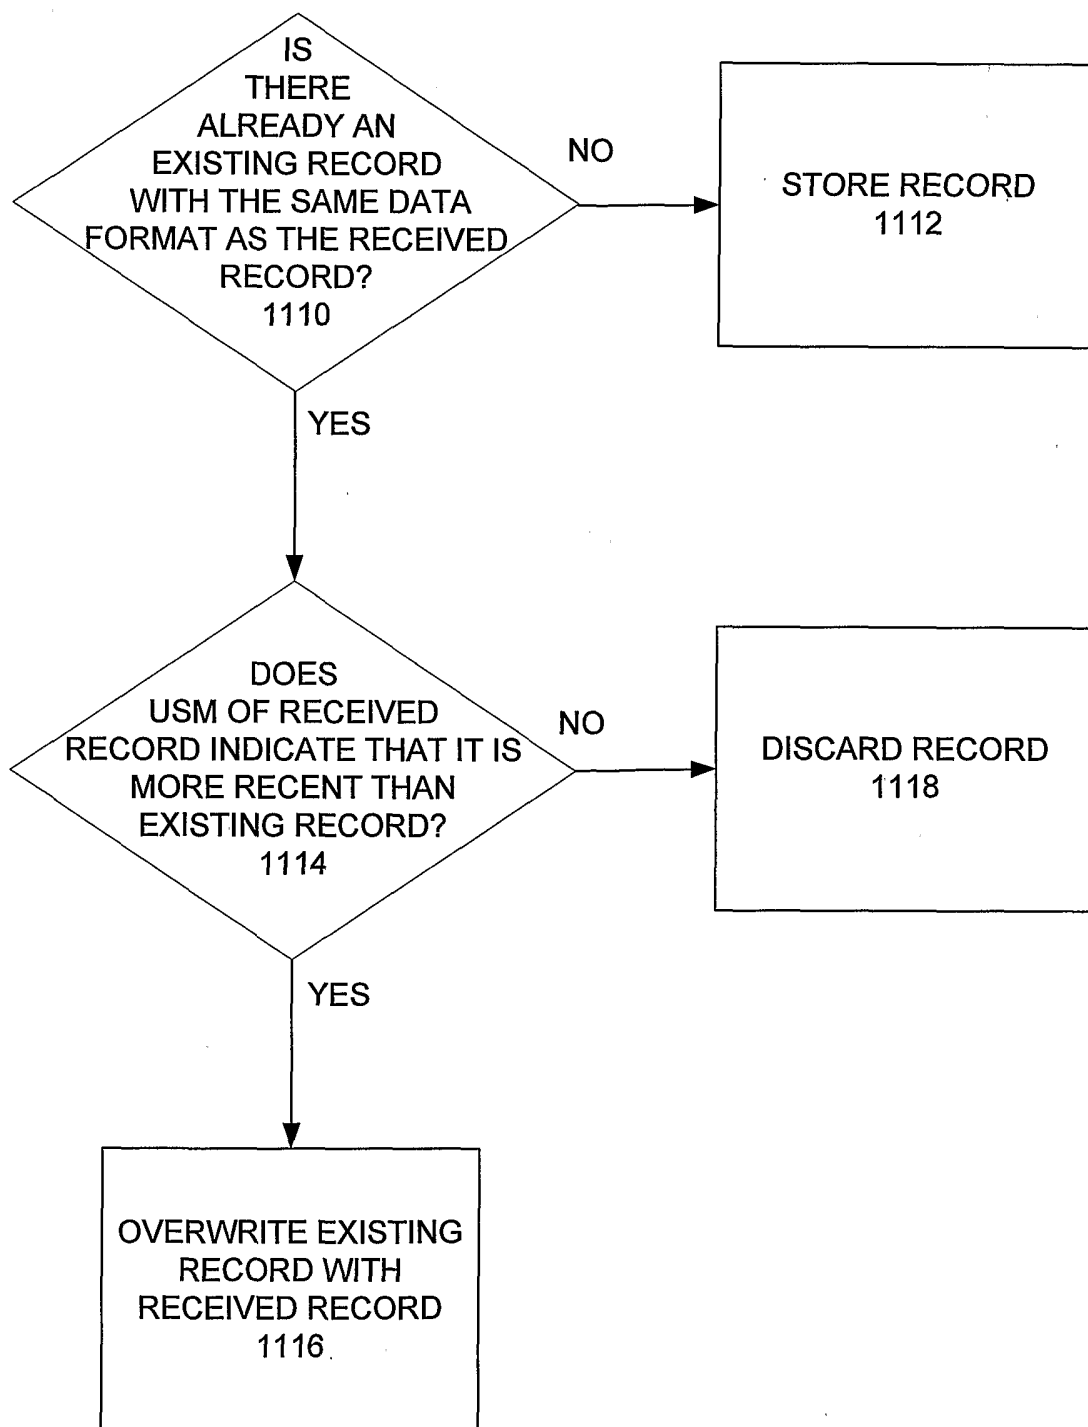 IS
THERE
ALREADY AN
EXISTING RECORD
WITH THE SAME DATA
FORMAT AS THE RECEIVED
RECORD?
1110
NO
STORE RECORD
1112
YES
DOES
USM OF RECEIVED
RECORD INDICATE THAT IT IS
MORE RECENT THAN
EXISTING RECORD?
1114
NO
DISCARD RECORD
1118
YES
OVERWRITE EXISTING
RECORD WITH
RECEIVED RECORD
1116